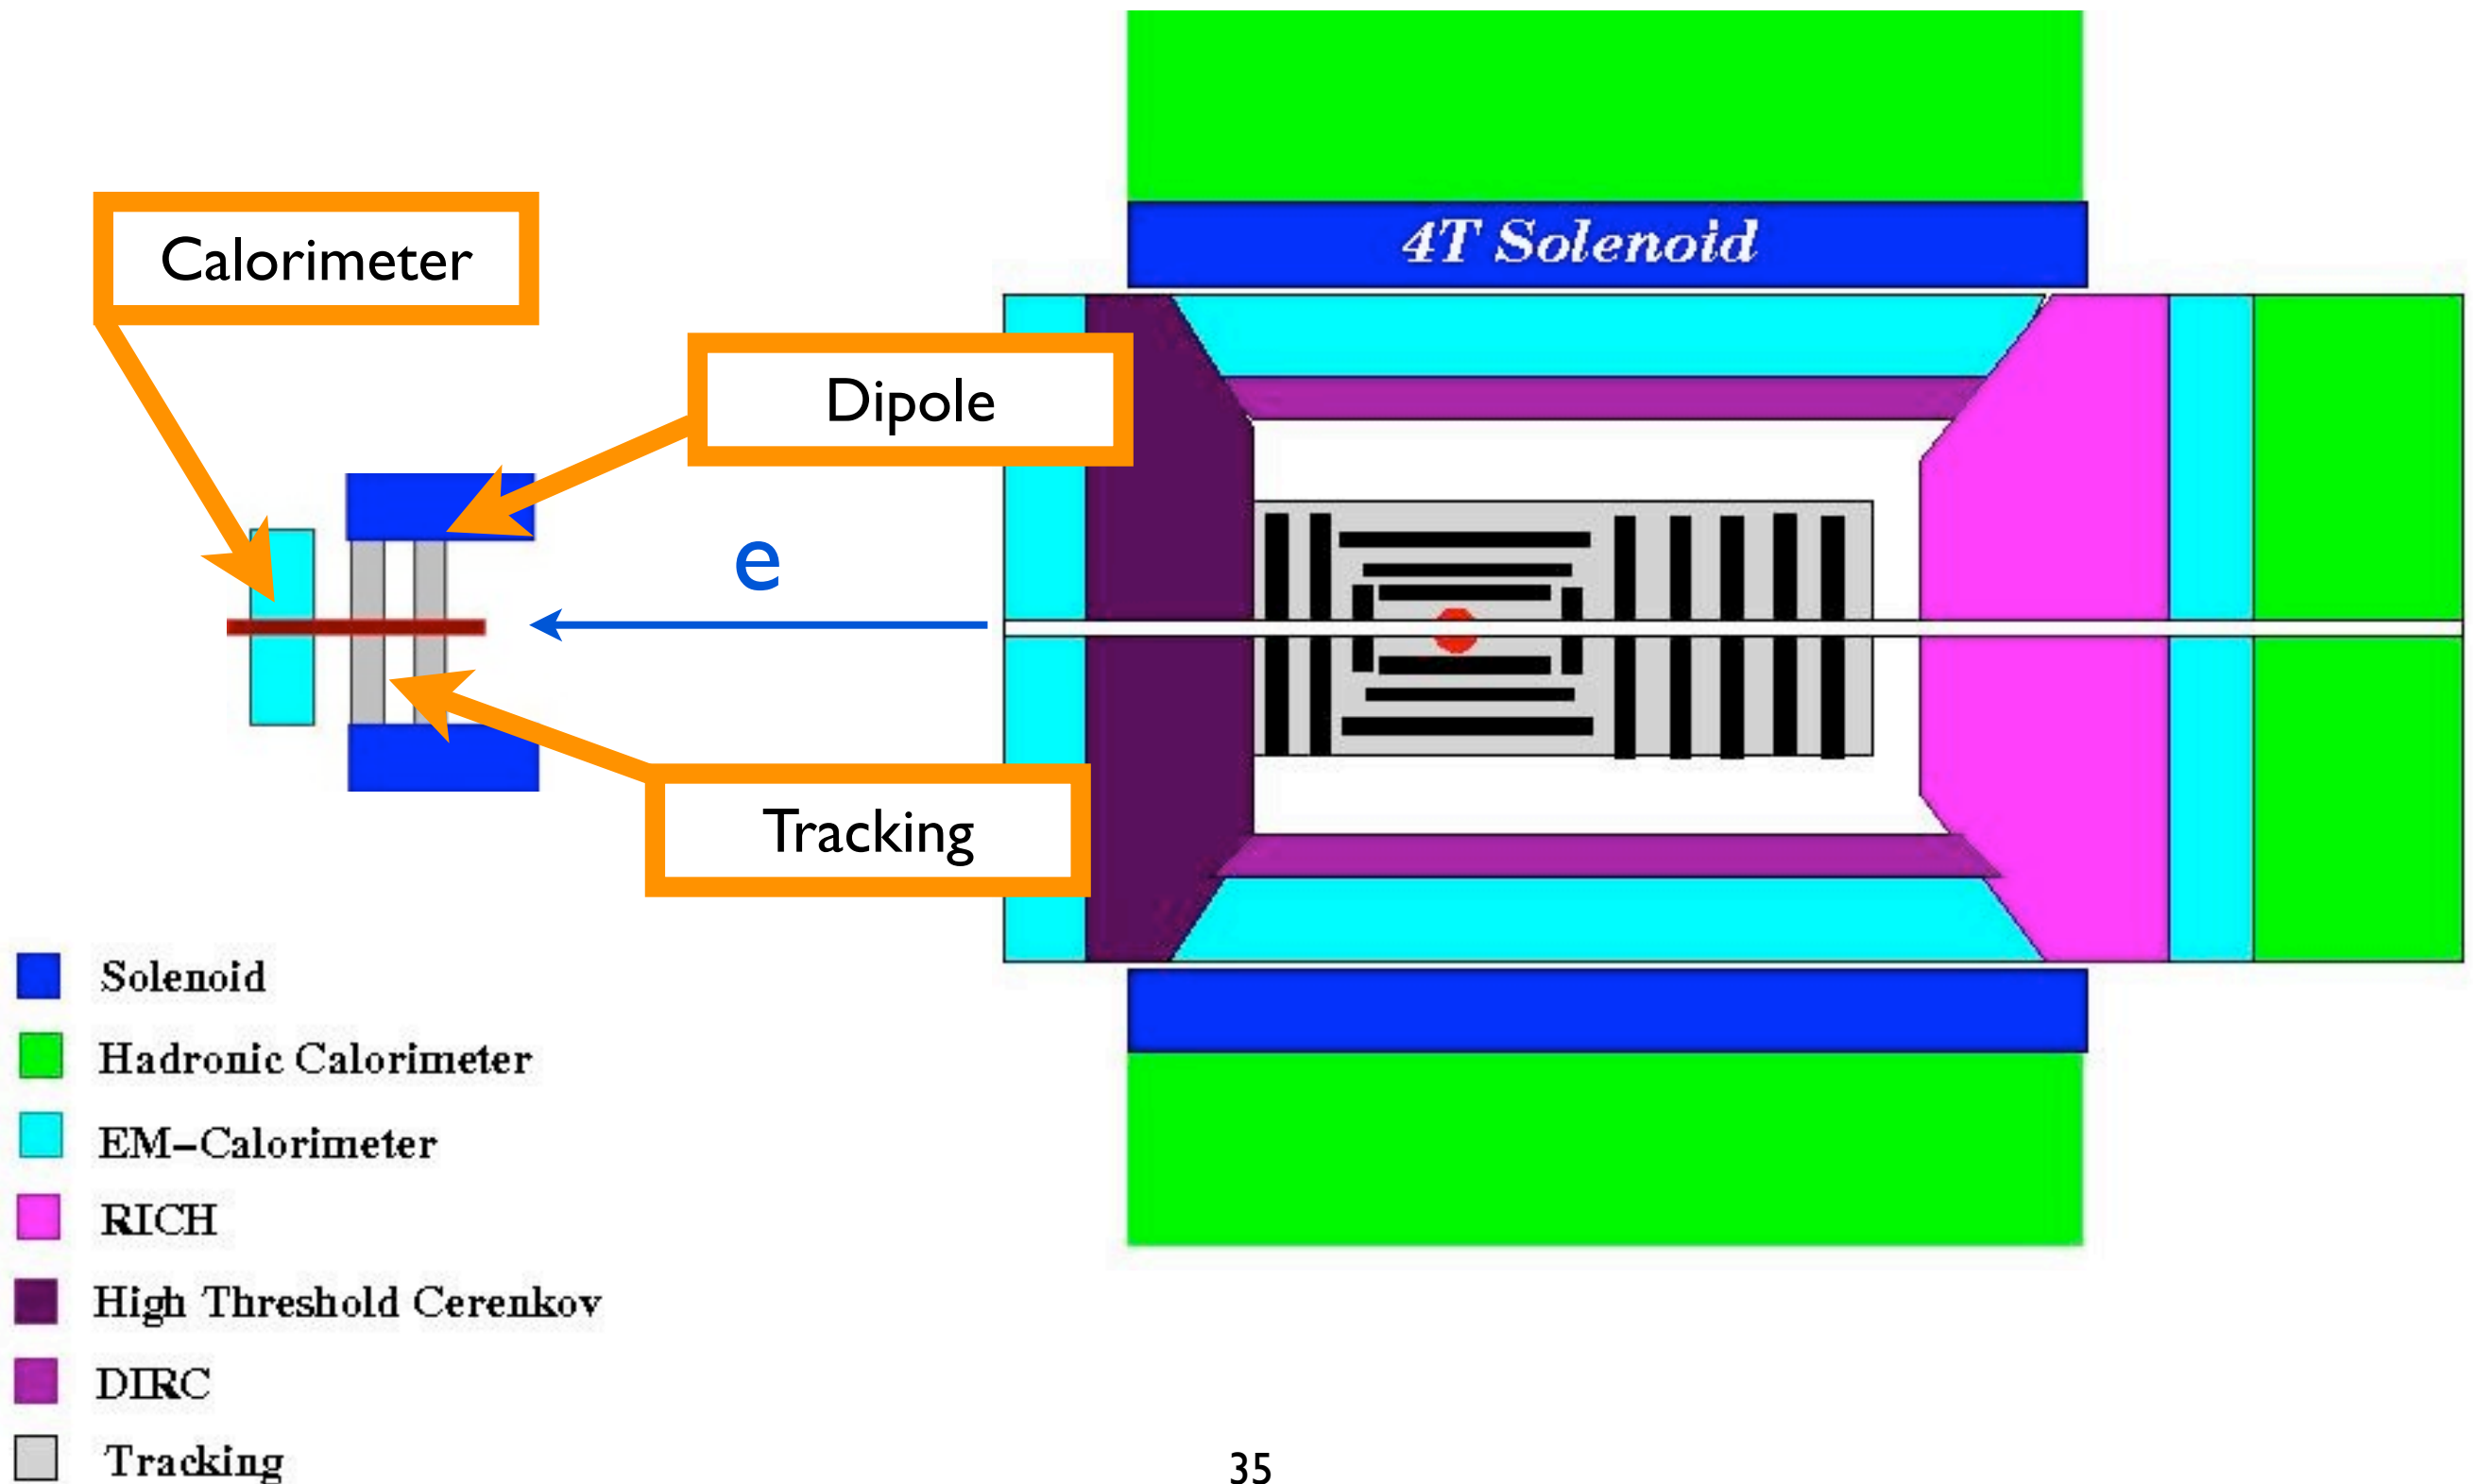 4T Solenoid
Calorimeter
Dipole
e
Tracking
Solenoid
Hadronic Calorimeter
EM-Calorimeter
RICH
High Threshold Cerenkov
DIRC
Tracking
35